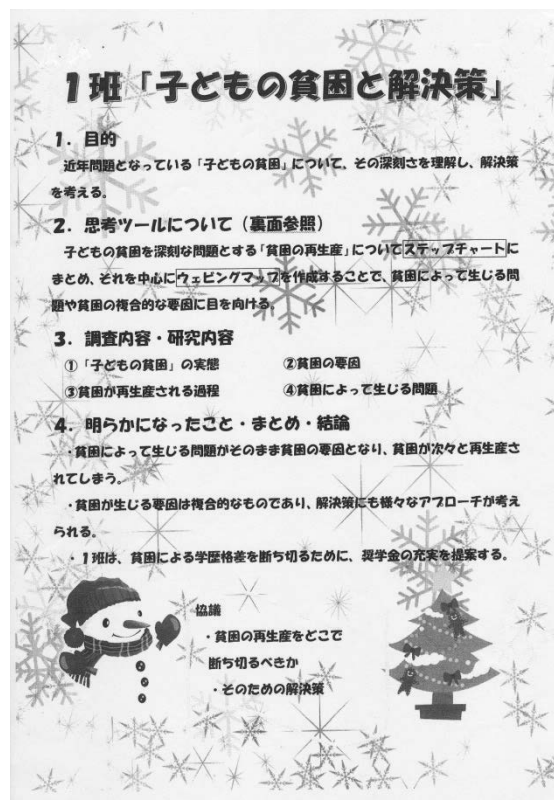 1班「子どもの貧困と解決策」
1．目的
近年問題となっている「子どもの貧困」について、その深刻さを理解し、解決策
を考える。
2．思考ツールについて（裏面参照）
子どもの貧困を深刻な問題とする「貧困の再生産」についてステップチャートに
まとめ、それを中心にウェビングマップを作成することで、貧困によって生じる問
題や貧困の複合的な要因に目を向ける。
3．調査内容・研究内容
①「子どもの貧困」の実態　②貧困の要因
③貧困が再生産される過程　④貧困によって生じる問題
4．明らかになったこと・まとめ・結論
・貧困によって生じる問題がそのまま貧困の要因となり、貧困が次々と再生産さ
れてしまう。
・貧困が生じる要因は複合的なものであり、解決策にも様々なアプローチが考え
られる。
・1班は、貧困による学歴格差を断ち切るために、奨学金の充実を提案する。
協議
・貧困の再生産をどこで
断ち切るべきか
・そのための解決策